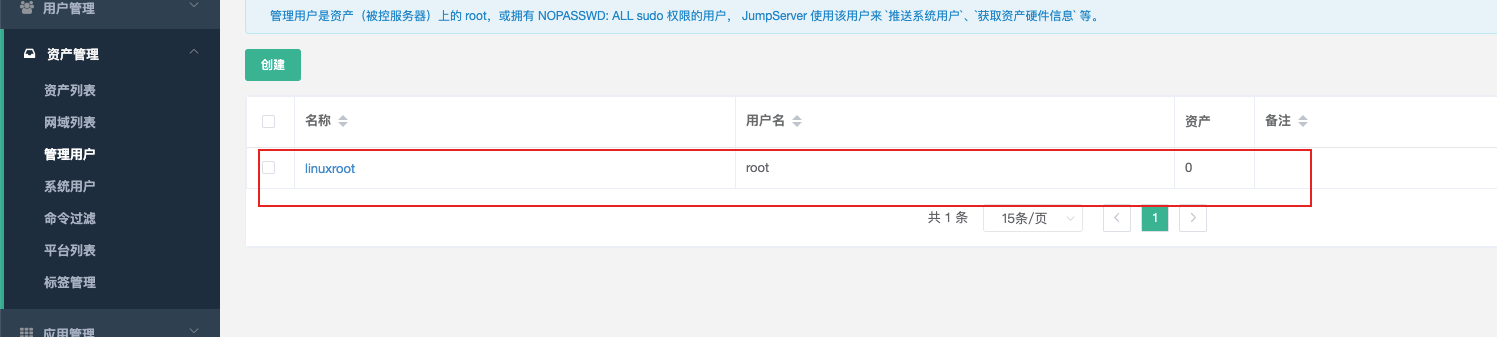 用户管理
资产管理
资产列表
网域列表
管理用户
系统用户
命令过滤
平台列表
标签管理
应用管理
管理用户是资产（被控服务器）上的 root，或拥有 NOPASSWD: ALL sudo 权限的用户， JumpServer 使用该用户来 `推送系统用户`、`获取资产硬件信息` 等。
创建
名称 用户名 资产 备注
linuxroot root 0
共 1 条 15条/页 1